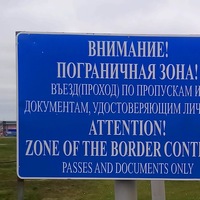 ВНИМАНИЕ!
ПОГРАНИЧНАЯ ЗОНА!
ВЪЕЗД(ПРОХОД) ПО ПРОПУСКАМ И
ДОКУМЕНТАМ, УДОСТОВЕРЯЮЩИМ
ATTENTION!
ZONE OF THE BORDER
PASSES AND DOCUMENTS ONLY